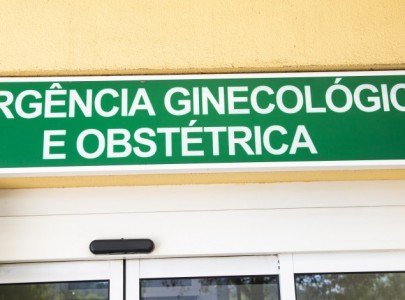 RGÊNCIA GINECOLÓGIC
E OBSTÉTRICA